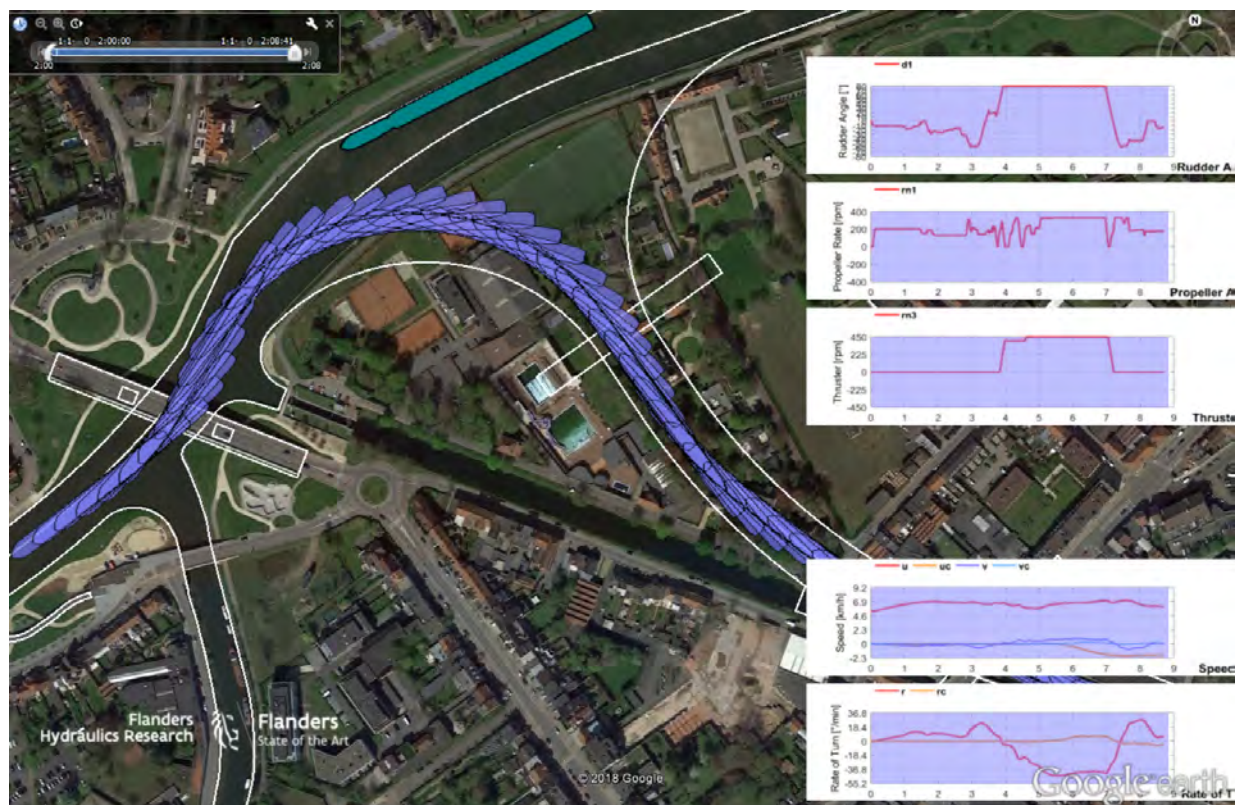 1-1- 0 2:00:00
1-1- 0 2:08:41
2:00
2:08
N
d1
Rudder Angle [°]
0 1 2 3 4 5 6 7 8 9
Rudder A
rn1
Propeller Rate [rpm]
400
200
0
-200
-400
0 1 2 3 4 5 6 7 8
Propeller A
rn3
Thruster [rpm]
450
225
0
-225
-450
0 1 2 3 4 5 6 7 8 9
Thruste
u uc v vc
Speed [km/h]
9.2
6.9
4.6
2.3
0
-2.3
0 1 2 3 4 5 6 7 8 9
Speec
r rc
Rate of Turn [°/min]
36.8
18.4
0
-18.4
-36.8
-55.2
0 1 2 3 4 5 6 7 8 9
Rate of T
Flanders
Hydraulics Research
Flanders
State of the Art
© 2018 Google
Google earth